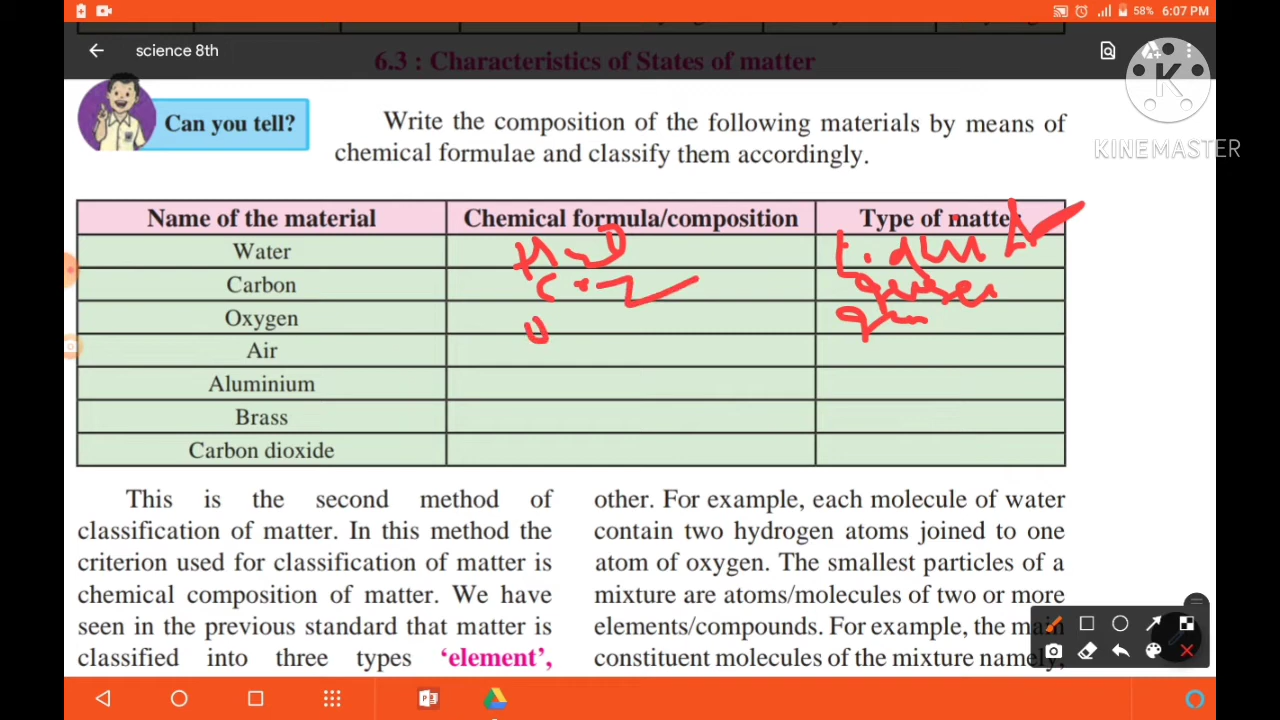 58% 6:07 PM
science 8th
6.3 : Characteristics of States of matter
K
KINEMASTER
Can you tell?
Write the composition of the following materials by means of
chemical formulae and classify them accordingly.
Name of the material Chemical formula/composition Type of matter
Water
Carbon
Oxygen
Air
Aluminium
Brass
Carbon dioxide
This is the second method of
classification of matter. In this method the
criterion used for classification of matter is
chemical composition of matter. We have
seen in the previous standard that matter is
classified into three types ‘element’,
other. For example, each molecule of water
contain two hydrogen atoms joined to one
atom of oxygen. The smallest particles of a
mixture are atoms/molecules of two or more
elements/compounds. For example, the main
constituent molecules of the mixture namely,